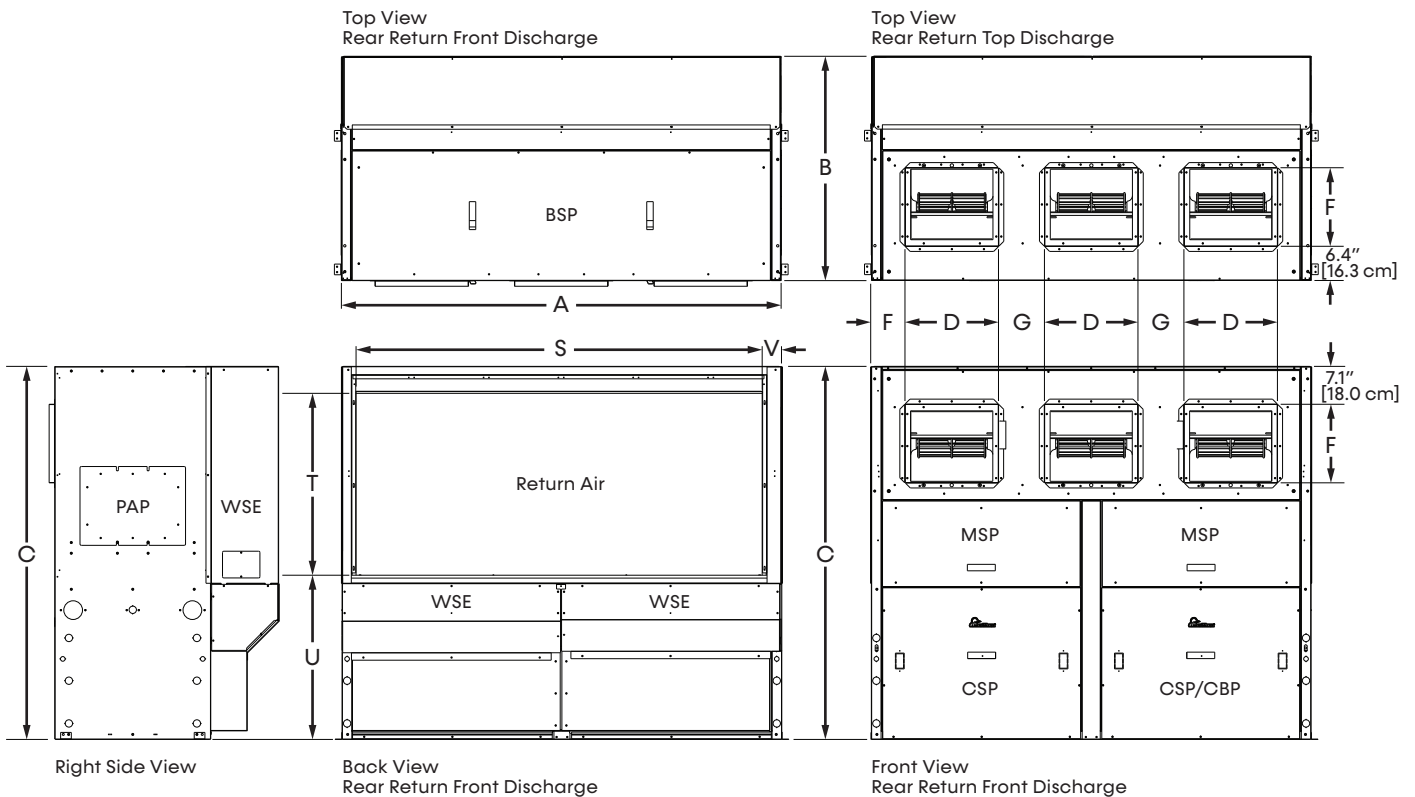 Top View
Rear Return Front Discharge
Top View
Rear Return Top Discharge
BSP
B
F
6.4"
[16.3 cm]
A
F
D
G
D
G
D
S
V
7.1"
[18.0 cm]
F
C
PAP
WSE
T
Return Air
U
WSE
WSE
C
MSP
MSP
CSP
CSP/CBP
Right Side View
Back View
Rear Return Front Discharge
Front View
Rear Return Front Discharge